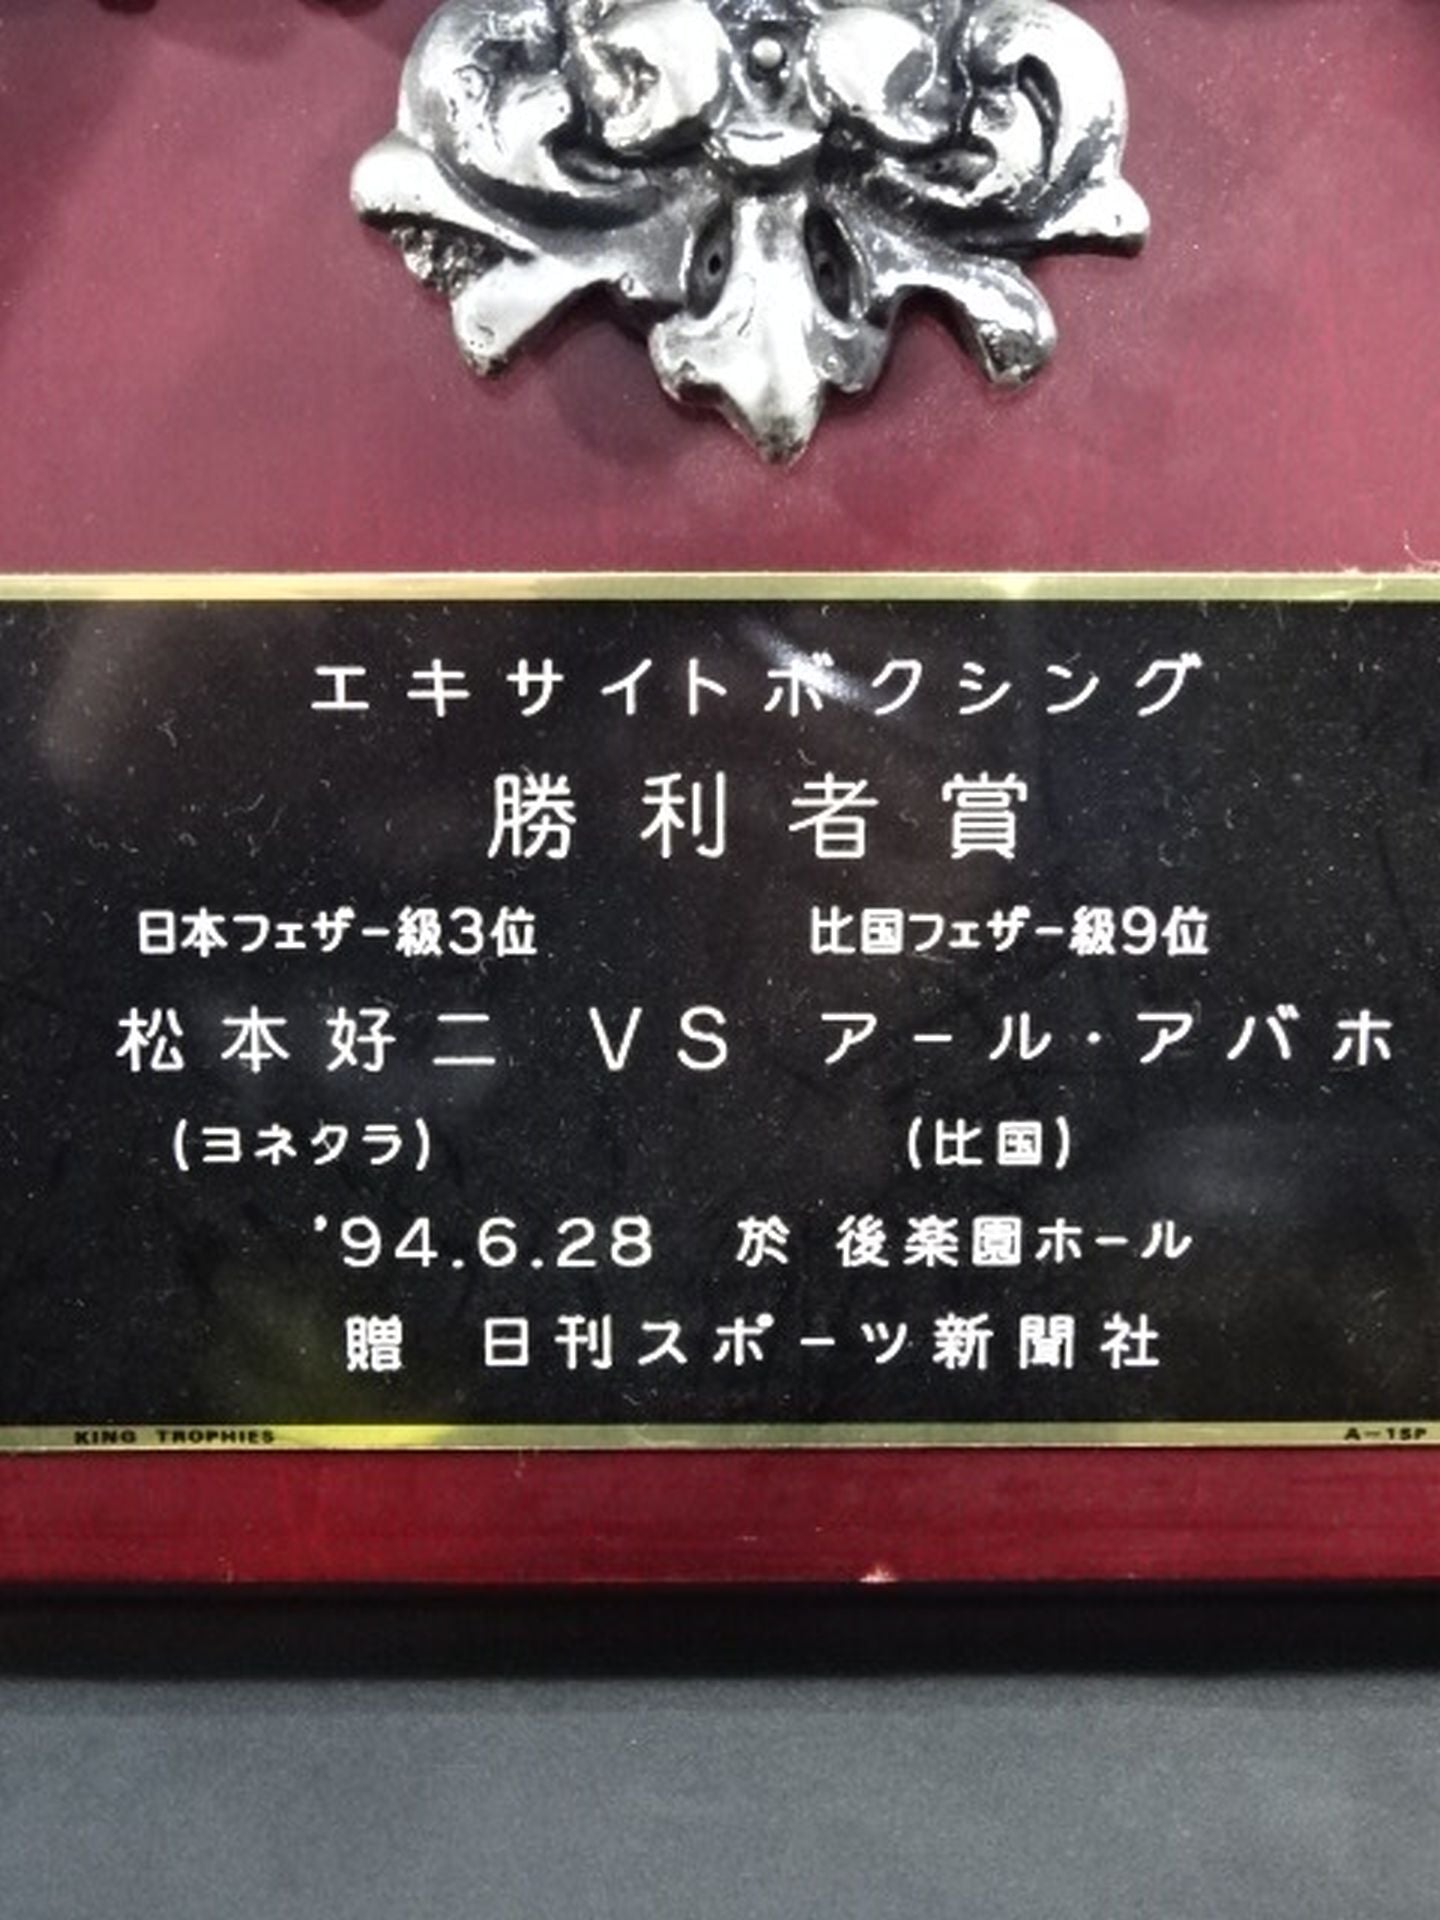 エキサイトボクシング
勝利者賞
日本フェザー級3位 比国フェザー級9位
松本好二 VS アール・アバホ
(ヨネクラ) (比国)
'94.6.28 於 後楽園ホール
贈 日刊スポーツ新聞社
KING TROPHIES A-15P